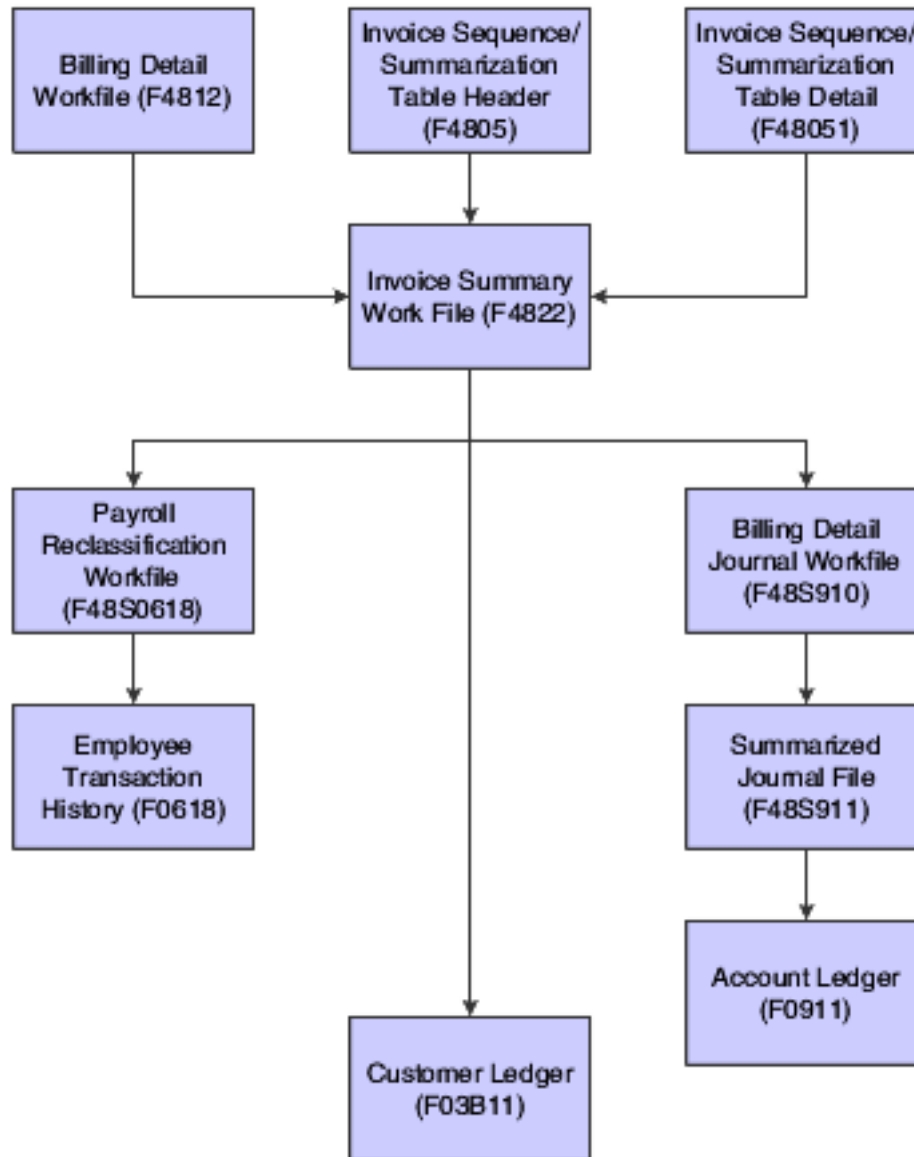 Billing Detail
Workfile (F4812)
Invoice Sequence/
Summarization
Table Header
(F4805)
Invoice Sequence/
Summarization
Table Detail
(F48051)
Invoice Summary
Work File (F4822)
Payroll
Reclassification
Workfile
(F48S0618)
Billing Detail
Journal Workfile
(F48S910)
Employee
Transaction
History (F0618)
Summarized
Journal File
(F48S911)
Account Ledger
(F0911)
Customer Ledger
(F03B11)